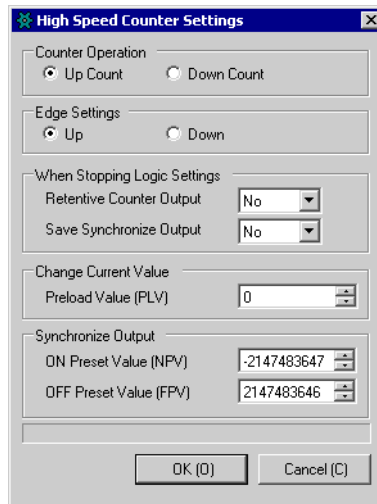 High Speed Counter Settings
Counter Operation
Up Count Down Count
Edge Settings
Up Down
When Stopping Logic Settings
Retentive Counter Output No
Save Synchronize Output No
Change Current Value
Preload Value (PLV) 0
Synchronize Output
ON Preset Value (NPV) -2147483647
OFF Preset Value (FPV) 2147483646
OK (O) Cancel (C)